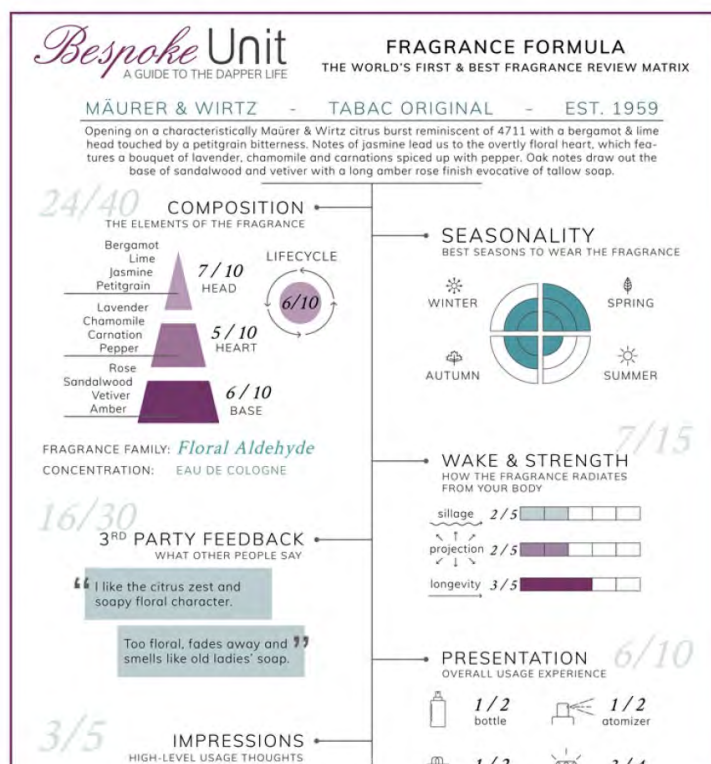 Bespoke Unit
A GUIDE TO THE DAPPER LIFE
FRAGRANCE FORMULA
THE WORLD'S FIRST & BEST FRAGRANCE REVIEW MATRIX
MÄURER & WIRTZ - TABAC ORIGINAL - EST. 1959
Opening on a characteristically Maürer & Wirtz citrus burst reminiscent of 4711 with a bergamot & lime
head touched by a petitgrain bitterness. Notes of jasmine lead us to the overtly floral heart, which fea-
tures a bouquet of lavender, chamomile and carnations spiced up with pepper. Oak notes draw out the
base of sandalwood and vetiver with a long amber rose finish evocative of tallow soap.
24/40
COMPOSITION
THE ELEMENTS OF THE FRAGRANCE
Bergamot
Lime
Jasmine
Petitgrain
7/10
HEAD
LIFECYCLE
6/10
Lavender
Chamomile
Carnation
Pepper
5/10
HEART
Rose
Sandalwood
Vetiver
Amber
6/10
BASE
FRAGRANCE FAMILY: Floral Aldehyde
CONCENTRATION: EAU DE COLOGNE
SEASONALITY
BEST SEASONS TO WEAR THE FRAGRANCE
WINTER
SPRING
AUTUMN
SUMMER
7/15
WAKE & STRENGTH
HOW THE FRAGRANCE RADIATES
FROM YOUR BODY
sillage 2/5
projection 2/5
longevity 3/5
16/30
3RD PARTY FEEDBACK
WHAT OTHER PEOPLE SAY
“ I like the citrus zest and
soapy floral character.
Too floral, fades away and ”
smells like old ladies' soap.
PRESENTATION
6/10
OVERALL USAGE EXPERIENCE
1/2
bottle
1/2
atomizer
3/5
IMPRESSIONS
HIGH-LEVEL USAGE THOUGHTS